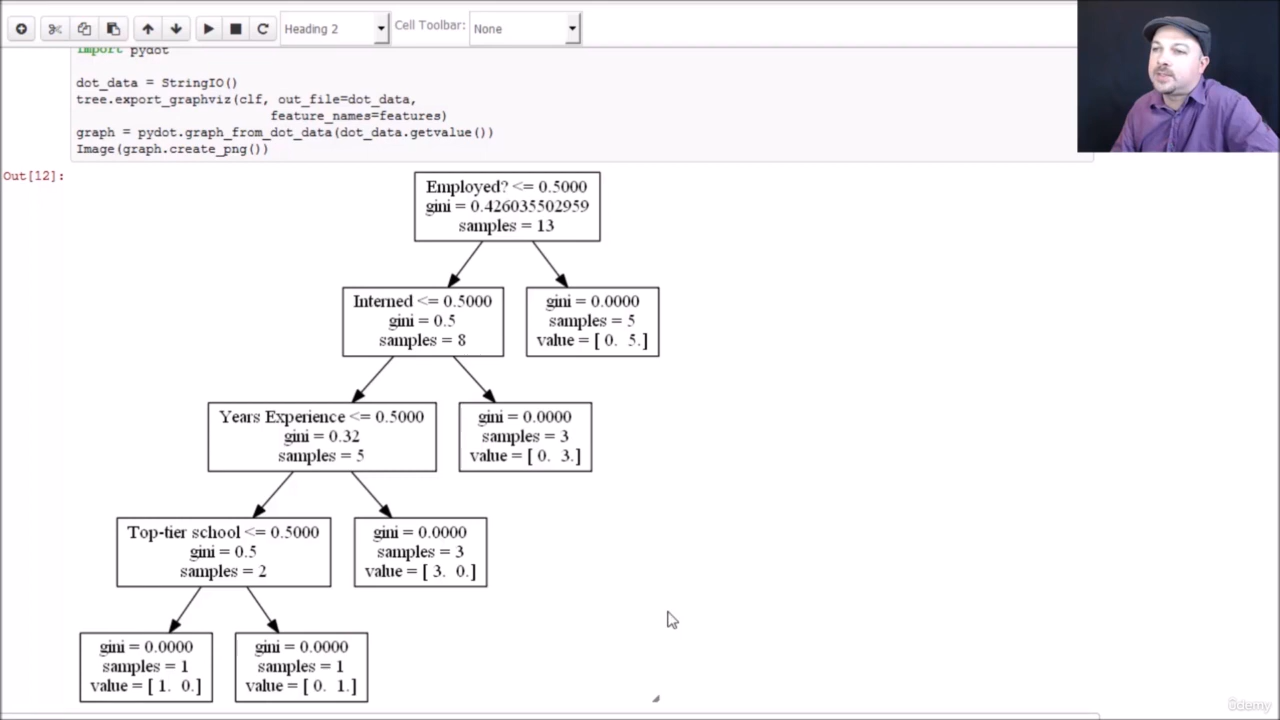 Heading 2
Cell Toolbar:
None
import pydot
dot_data = StringIO()
tree.export_graphviz(clf, out_file=dot_data,
feature_names=features)
graph = pydot.graph_from_dot_data(dot_data.getvalue())
Image(graph.create_png())
Out[12]:
Employed? <= 0.5000
gini = 0.426035502959
samples = 13
Interned <= 0.5000
gini = 0.5
samples = 8
gini = 0.0000
samples = 5
value = [ 0. 5.]
Years Experience <= 0.5000
gini = 0.32
samples = 5
gini = 0.0000
samples = 3
value = [ 0. 3.]
Top-tier school <= 0.5000
gini = 0.5
samples = 2
gini = 0.0000
samples = 3
value = [ 3. 0.]
gini = 0.0000
samples = 1
value = [ 1. 0.]
gini = 0.0000
samples = 1
value = [ 0. 1.]
ûdemy